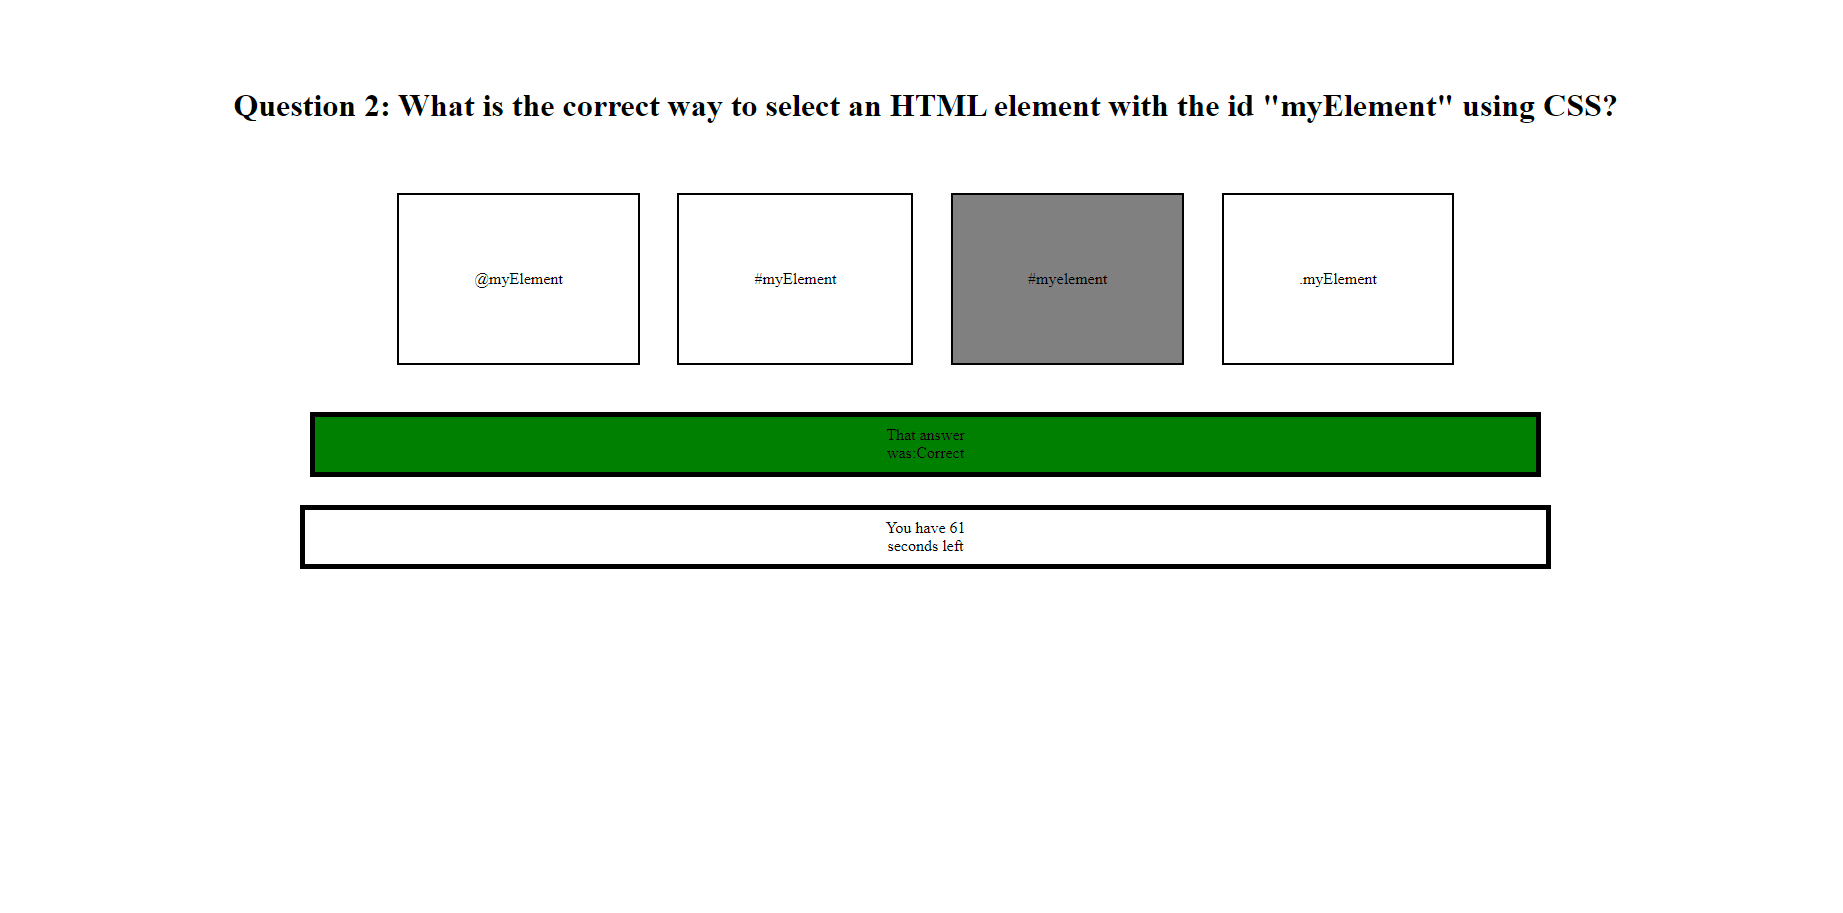 Question 2: What is the correct way to select an HTML element with the id "myElement" using CSS?
@myElement
#myElement
#myelement
.myElement
That answer
was:Correct
You have 61
seconds left